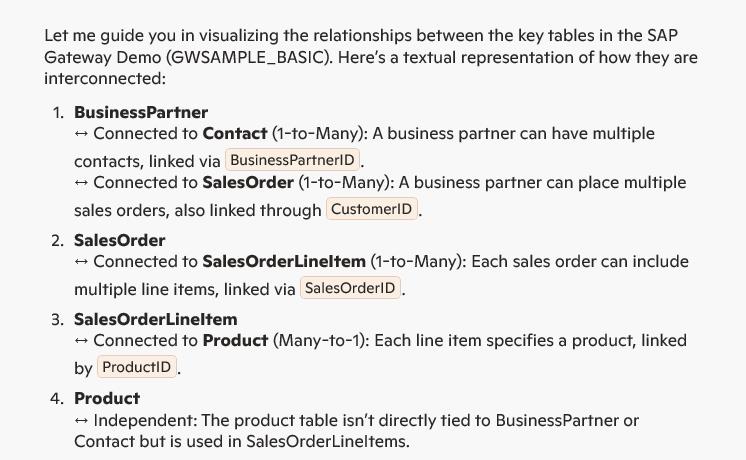 Let me guide you in visualizing the relationships between the key tables in the SAP
Gateway Demo (GWSAMPLE_BASIC). Here’s a textual representation of how they are
interconnected:
1. BusinessPartner
↔ Connected to Contact (1-to-Many): A business partner can have multiple
contacts, linked via BusinessPartnerID.
↔ Connected to SalesOrder (1-to-Many): A business partner can place multiple
sales orders, also linked through CustomerID.
2. SalesOrder
↔ Connected to SalesOrderLineItem (1-to-Many): Each sales order can include
multiple line items, linked via SalesOrderID.
3. SalesOrderLineItem
↔ Connected to Product (Many-to-1): Each line item specifies a product, linked
by ProductID.
4. Product
↔ Independent: The product table isn’t directly tied to BusinessPartner or
Contact but is used in SalesOrderLineItems.